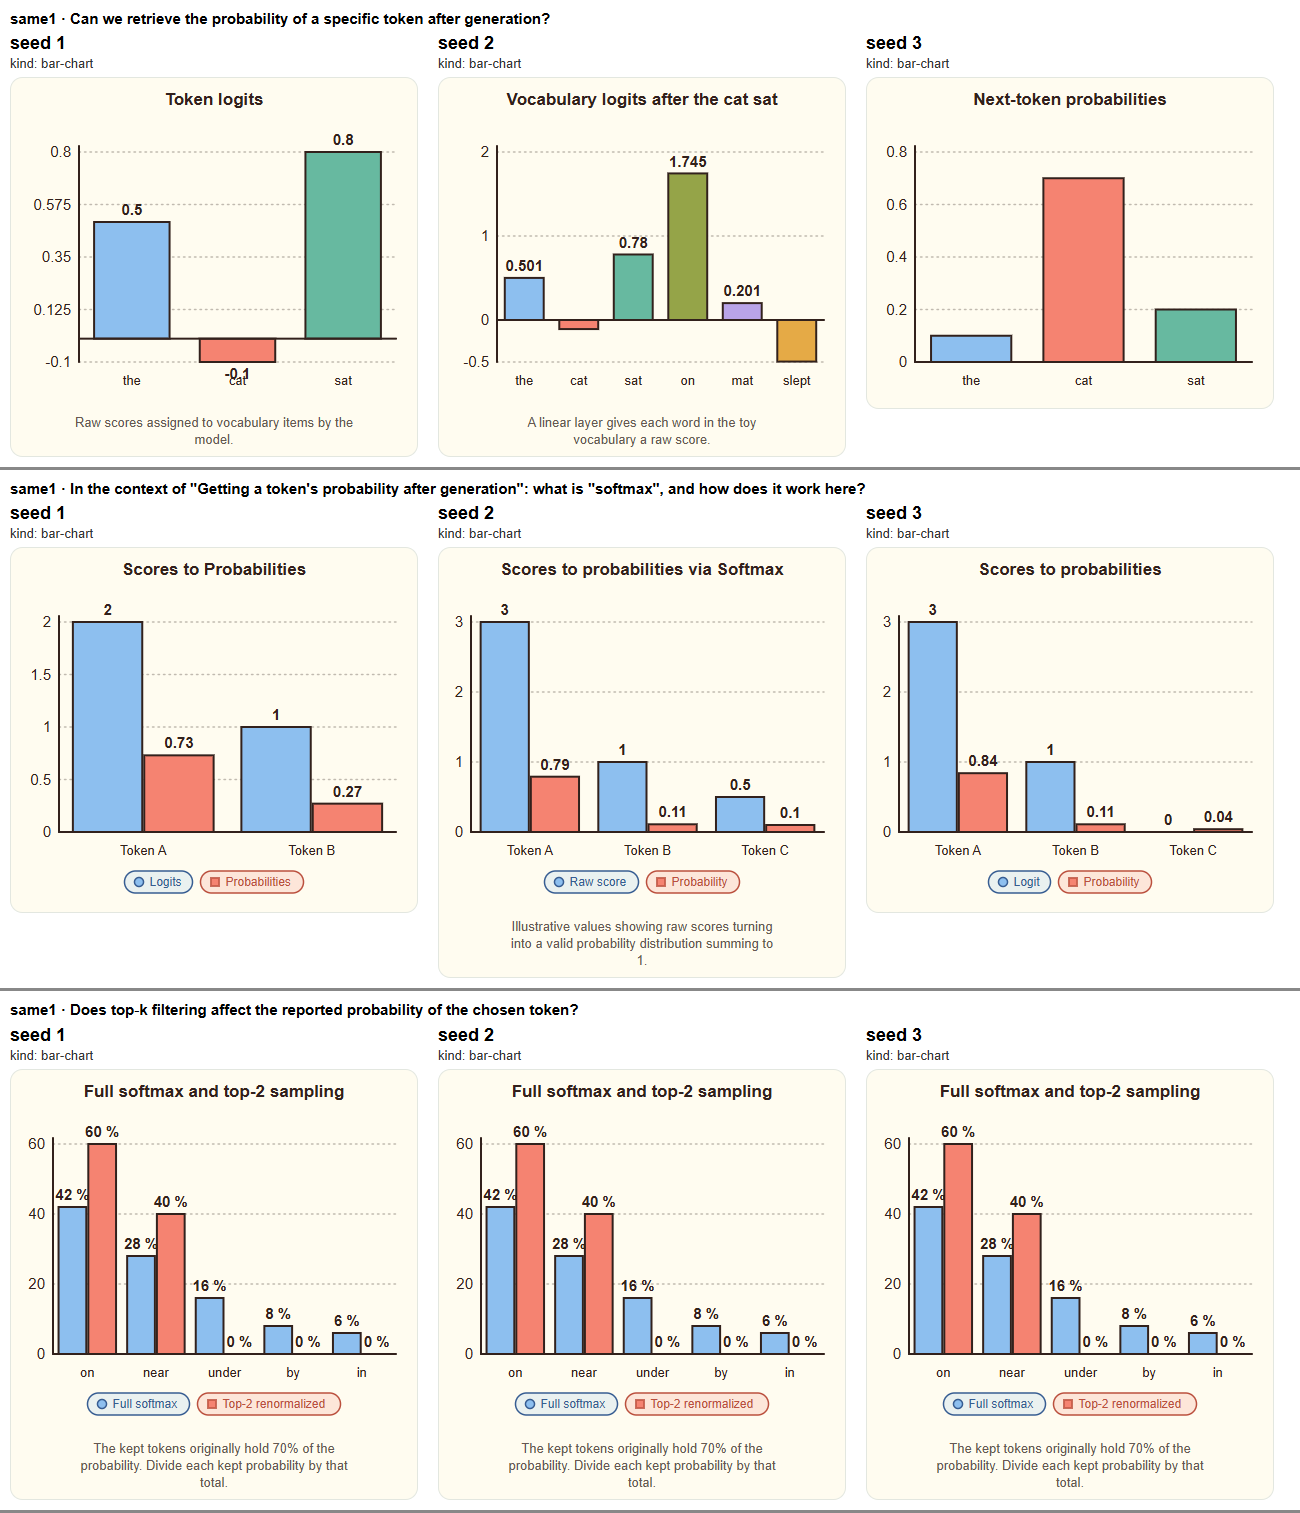 same1 · Can we retrieve the probability of a specific token after generation?
seed 1
kind: bar-chart
Token logits
0.8
0.575
0.35
0.125
-0.1
0.5
-0.1
0.8
the
cat
sat
Raw scores assigned to vocabulary items by the
model.
seed 2
kind: bar-chart
Vocabulary logits after the cat sat
2
1
0
-0.5
0.501
0.78
1.745
0.201
the
cat
sat
on
mat
slept
A linear layer gives each word in the toy
vocabulary a raw score.
seed 3
kind: bar-chart
Next-token probabilities
0.8
0.6
0.4
0.2
0
the
cat
sat
same1 · In the context of "Getting a token's probability after generation": what is "softmax", and how does it work here?
seed 1
kind: bar-chart
Scores to Probabilities
2
1.5
1
0.5
0
2
0.73
1
0.27
Token A
Token B
Logits
Probabilities
seed 2
kind: bar-chart
Scores to probabilities via Softmax
3
2
1
0
3
0.79
1
0.11
0.5
0.1
Token A
Token B
Token C
Raw score
Probability
Illustrative values showing raw scores turning
into a valid probability distribution summing to
1.
seed 3
kind: bar-chart
Scores to probabilities
3
2
1
0
3
0.84
1
0.11
0
0.04
Token A
Token B
Token C
Logit
Probability
same1 · Does top-k filtering affect the reported probability of the chosen token?
seed 1
kind: bar-chart
Full softmax and top-2 sampling
60
40
20
0
42 %
60 %
28 %
40 %
16 %
0 %
8 %
0 %
6 %
0 %
on
near
under
by
in
Full softmax
Top-2 renormalized
The kept tokens originally hold 70% of the
probability. Divide each kept probability by that
total.
seed 2
kind: bar-chart
Full softmax and top-2 sampling
60
40
20
0
42 %
60 %
28 %
40 %
16 %
0 %
8 %
0 %
6 %
0 %
on
near
under
by
in
Full softmax
Top-2 renormalized
The kept tokens originally hold 70% of the
probability. Divide each kept probability by that
total.
seed 3
kind: bar-chart
Full softmax and top-2 sampling
60
40
20
0
42 %
60 %
28 %
40 %
16 %
0 %
8 %
0 %
6 %
0 %
on
near
under
by
in
Full softmax
Top-2 renormalized
The kept tokens originally hold 70% of the
probability. Divide each kept probability by that
total.